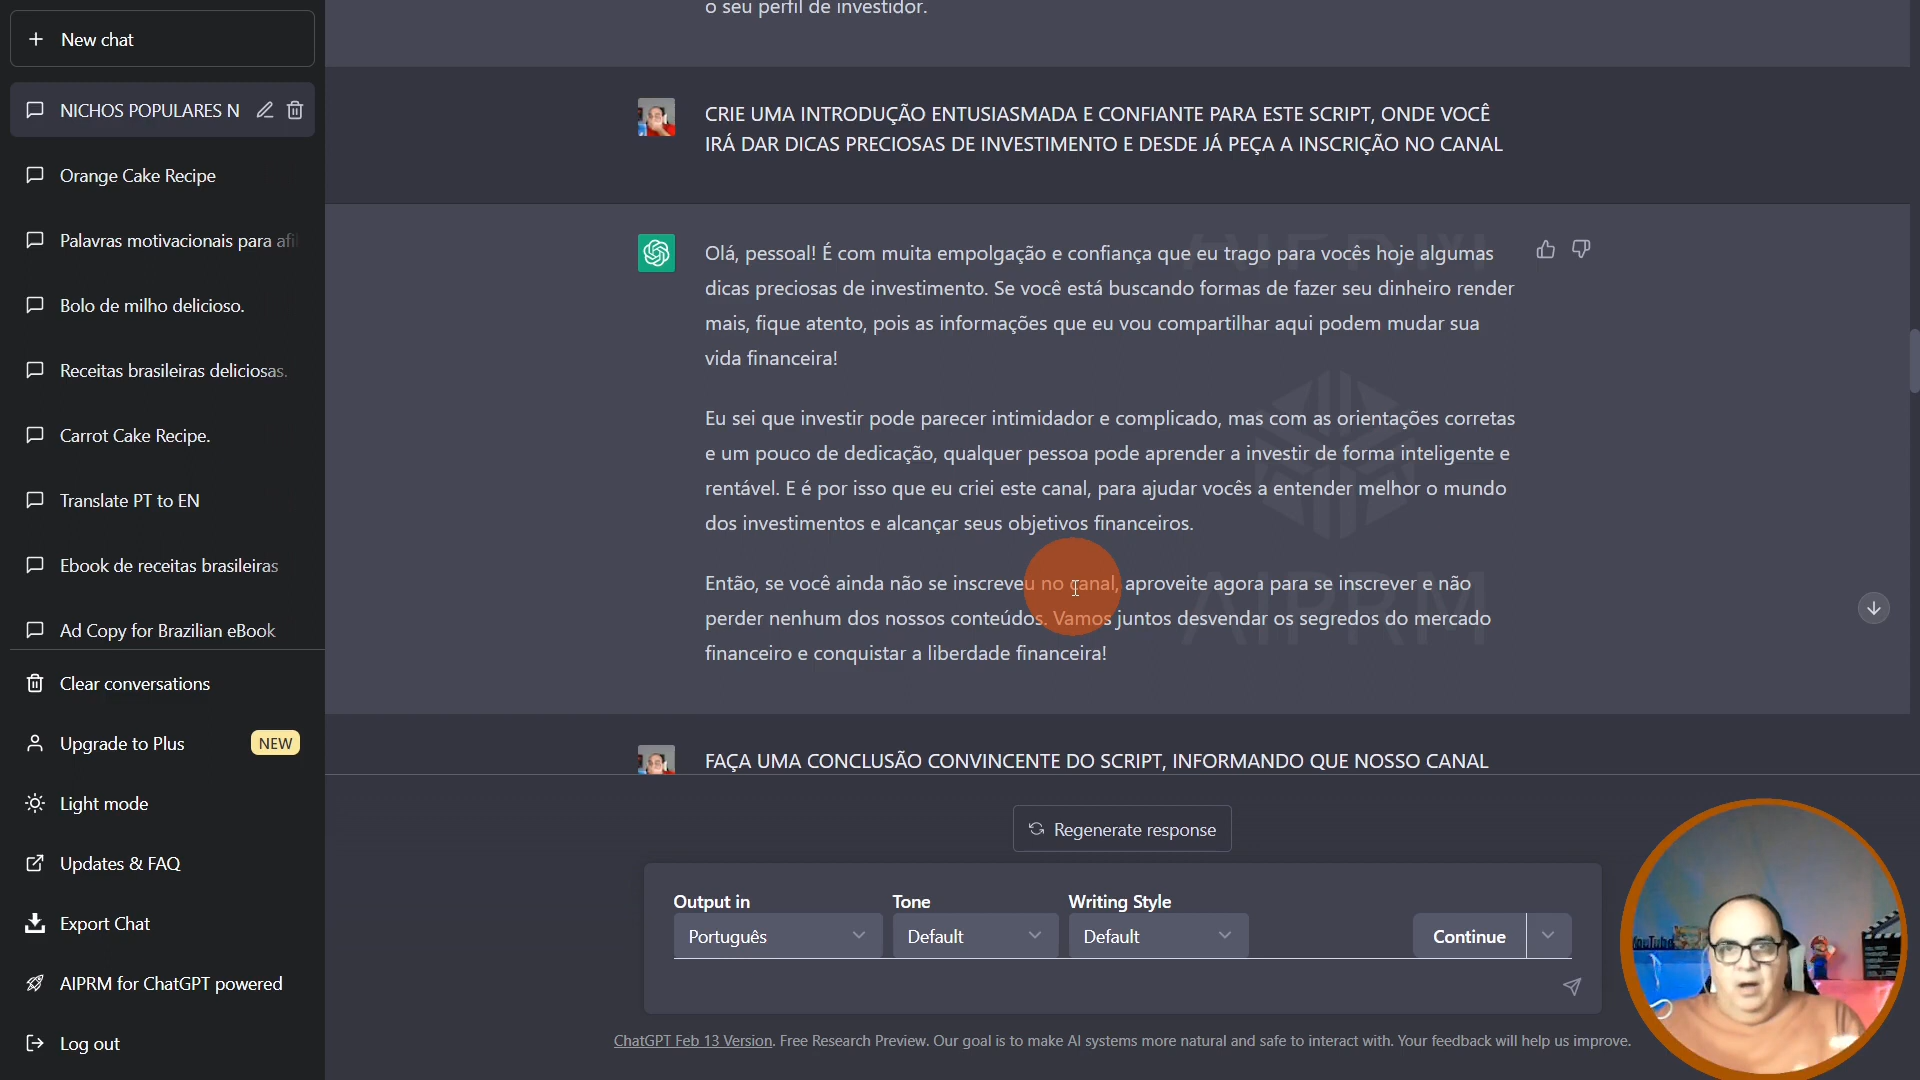 New chat
NICHOS POPULARES N
Orange Cake Recipe
Palavras motivacionais para afi
Bolo de milho delicioso.
Receitas brasileiras deliciosas.
Carrot Cake Recipe.
Translate PT to EN
Ebook de receitas brasileiras
Ad Copy for Brazilian eBook
Clear conversations
Upgrade to Plus NEW
Light mode
Updates & FAQ
Export Chat
AIPRM for ChatGPT powered
Log out
o seu perfil de investidor.
CRIE UMA INTRODUÇÃO ENTUSIASMADA E CONFIANTE PARA ESTE SCRIPT, ONDE VOCÊ
IRÁ DAR DICAS PRECIOSAS DE INVESTIMENTO E DESDE JÁ PEÇA A INSCRIÇÃO NO CANAL
Olá, pessoal! É com muita empolgação e confiança que eu trago para vocês hoje algumas
dicas preciosas de investimento. Se você está buscando formas de fazer seu dinheiro render
mais, fique atento, pois as informações que eu vou compartilhar aqui podem mudar sua
vida financeira!
Eu sei que investir pode parecer intimidador e complicado, mas com as orientações corretas
e um pouco de dedicação, qualquer pessoa pode aprender a investir de forma inteligente e
rentável. E é por isso que eu criei este canal, para ajudar vocês a entender melhor o mundo
dos investimentos e alcançar seus objetivos financeiros.
Então, se você ainda não se inscreveu no canal, aproveite agora para se inscrever e não
perder nenhum dos nossos conteúdos. Vamos juntos desvendar os segredos do mercado
financeiro e conquistar a liberdade financeira!
AIPRM
FAÇA UMA CONCLUSÃO CONVINCENTE DO SCRIPT, INFORMANDO QUE NOSSO CANAL
Regenerate response
Output in Tone Writing Style
Português Default Default Continue
ChatGPT Feb 13 Version. Free Research Preview. Our goal is to make AI systems more natural and safe to interact with. Your feedback will help us improve.
YouTube